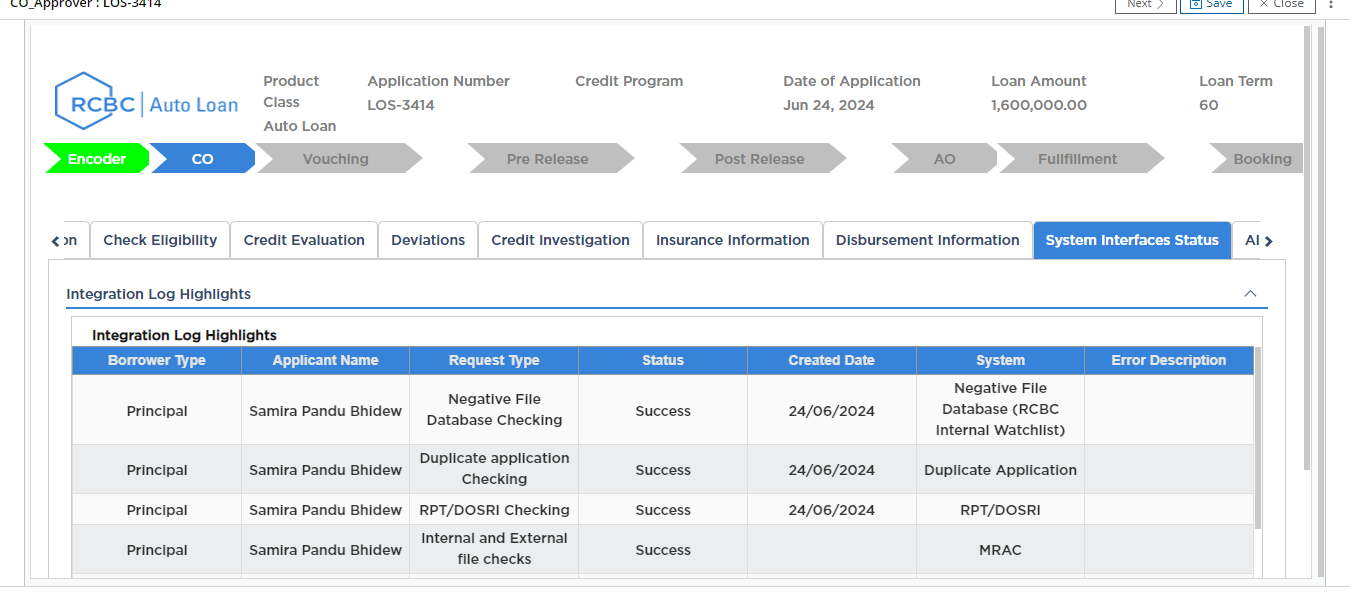 CO_Approver : LOS-3414
Next
Save
Close
RCBC | Auto Loan
Product Class
Auto Loan
Application Number
LOS-3414
Credit Program
Date of Application
Jun 24, 2024
Loan Amount
1,600,000.00
Loan Term
60
Encoder
CO
Vouching
Pre Release
Post Release
AO
Fullfillment
Booking
on
Check Eligibility
Credit Evaluation
Deviations
Credit Investigation
Insurance Information
Disbursement Information
System Interfaces Status
Al
Integration Log Highlights
Integration Log Highlights
Borrower Type Applicant Name Request Type Status Created Date System Error Description
Principal Samira Pandu Bhidew Negative File Database Checking Success 24/06/2024 Negative File Database (RCBC Internal Watchlist)
Principal Samira Pandu Bhidew Duplicate application Checking Success 24/06/2024 Duplicate Application
Principal Samira Pandu Bhidew RPT/DOSRI Checking Success 24/06/2024 RPT/DOSRI
Principal Samira Pandu Bhidew Internal and External file checks Success MRAC